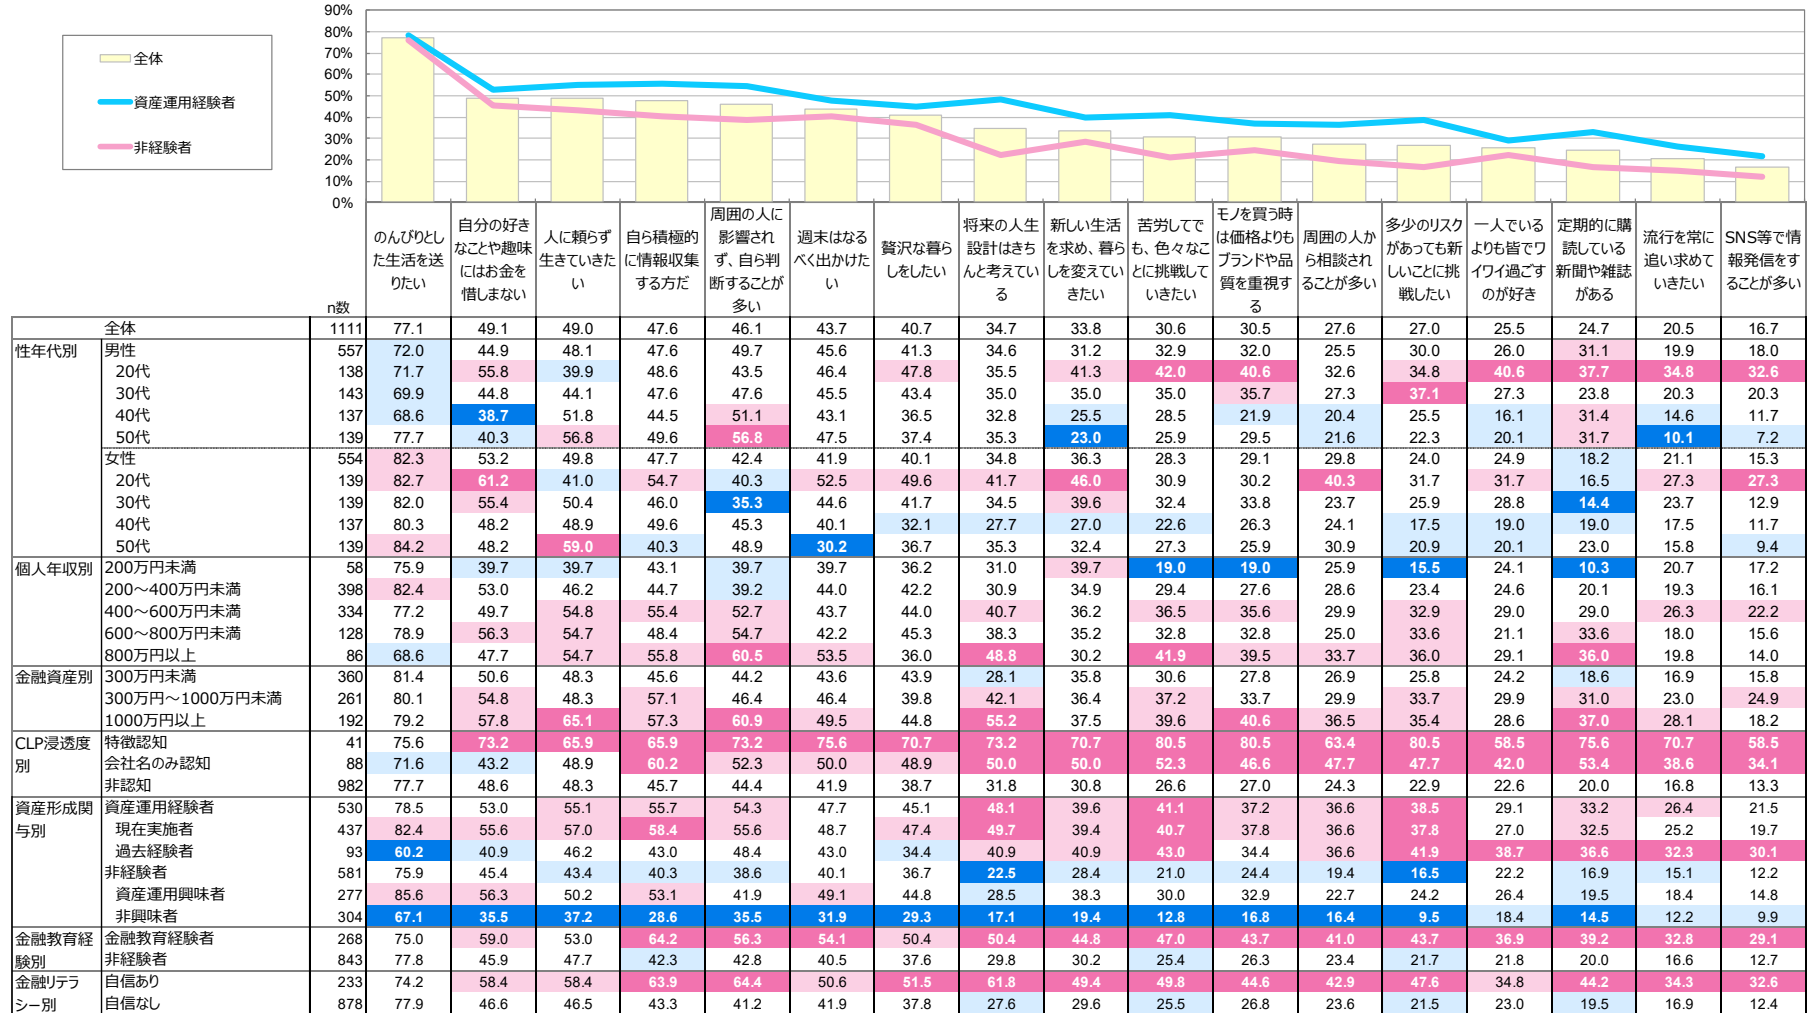 90%
80%
70%
60%
50%
40%
30%
20%
10%
0%
全体
資産運用経験者
非経験者
n数
のんびりとし
た生活を送
りたい
自分の好き
なことや趣味
にはお金を
惜しまない
人に頼らず
生きていきた
い
自ら積極的
に情報収集
する方だ
周囲の人に
影響され
ず、自ら判
断することが
多い
週末はなる
べく出かけた
い
贅沢な暮ら
しをしたい
将来の人生
設計はきち
んと考えてい
る
新しい生活
を求め、暮ら
しを変えてい
きたい
苦労してで
も、色々なこ
とに挑戦して
いきたい
モノを買う時
は価格よりも
ブランドや品
質を重視す
る
周囲の人か
ら相談され
ることが多い
多少のリスク
があっても新
しいことに挑
戦したい
一人でいる
よりも皆でワ
イワイ過ごす
のが好き
定期的に購
読している
新聞や雑誌
がある
流行を常に
追い求めて
いきたい
SNS等で情
報発信をす
ることが多い
全体 1111 77.1 49.1 49.0 47.6 46.1 43.7 40.7 34.7 33.8 30.6 30.5 27.6 27.0 25.5 24.7 20.5 16.7
性年代別 男性 557 72.0 44.9 48.1 47.6 49.7 45.6 41.3 34.6 31.2 32.9 32.0 25.5 30.0 26.0 31.1 19.9 18.0
20代 138 71.7 55.8 39.9 48.6 43.5 46.4 47.8 35.5 41.3 42.0 40.6 32.6 34.8 40.6 37.7 34.8 32.6
30代 143 69.9 44.8 44.1 47.6 47.6 45.5 43.4 35.0 35.0 35.0 35.7 27.3 37.1 27.3 23.8 20.3 20.3
40代 137 68.6 38.7 51.8 44.5 51.1 43.1 36.5 32.8 25.5 28.5 21.9 20.4 25.5 16.1 31.4 14.6 11.7
50代 139 77.7 40.3 56.8 49.6 56.8 47.5 37.4 35.3 23.0 25.9 29.5 21.6 22.3 20.1 31.7 10.1 7.2
女性 554 82.3 53.2 49.8 47.7 42.4 41.9 40.1 34.8 36.3 28.3 29.1 29.8 24.0 24.9 18.2 21.1 15.3
20代 139 82.7 61.2 41.0 54.7 40.3 52.5 49.6 41.7 46.0 30.9 30.2 40.3 31.7 31.7 16.5 27.3 27.3
30代 139 82.0 55.4 50.4 46.0 35.3 44.6 41.7 34.5 39.6 32.4 33.8 23.7 25.9 28.8 14.4 23.7 12.9
40代 137 80.3 48.2 48.9 49.6 45.3 40.1 32.1 27.7 27.0 22.6 26.3 24.1 17.5 19.0 19.0 17.5 11.7
50代 139 84.2 48.2 59.0 40.3 48.9 30.2 36.7 35.3 32.4 27.3 25.9 30.9 20.9 20.1 23.0 15.8 9.4
個人年収別 200万円未満 58 75.9 39.7 39.7 43.1 39.7 39.7 36.2 31.0 39.7 19.0 19.0 25.9 15.5 24.1 10.3 20.7 17.2
200～400万円未満 398 82.4 53.0 46.2 44.7 39.2 44.0 42.2 30.9 34.9 29.4 27.6 28.6 23.4 24.6 20.1 19.3 16.1
400～600万円未満 334 77.2 49.7 54.8 55.4 52.7 43.7 44.0 40.7 36.2 36.5 35.6 29.9 32.9 29.0 29.0 26.3 22.2
600～800万円未満 128 78.9 56.3 54.7 48.4 54.7 42.2 45.3 38.3 35.2 32.8 32.8 25.0 33.6 21.1 33.6 18.0 15.6
800万円以上 86 68.6 47.7 54.7 55.8 60.5 53.5 36.0 48.8 30.2 41.9 39.5 33.7 36.0 29.1 36.0 19.8 14.0
金融資産別 300万円未満 360 81.4 50.6 48.3 45.6 44.2 43.6 43.9 28.1 35.8 30.6 27.8 26.9 25.8 24.2 18.6 16.9 15.8
300万円～1000万円未満 261 80.1 54.8 48.3 57.1 46.4 46.4 39.8 42.1 36.4 37.2 33.7 29.9 33.7 29.9 31.0 23.0 24.9
1000万円以上 192 79.2 57.8 65.1 57.3 60.9 49.5 44.8 55.2 37.5 39.6 40.6 36.5 35.4 28.6 37.0 28.1 18.2
CLP浸透度 特徴認知 41 75.6 73.2 65.9 65.9 73.2 75.6 70.7 73.2 70.7 80.5 80.5 63.4 80.5 58.5 75.6 70.7 58.5
別 会社名のみ認知 88 71.6 43.2 48.9 60.2 52.3 50.0 48.9 50.0 50.0 52.3 46.6 47.7 47.7 42.0 53.4 38.6 34.1
非認知 982 77.7 48.6 48.3 45.7 44.4 41.9 38.7 31.8 30.8 26.6 27.0 24.3 22.9 22.6 20.0 16.8 13.3
資産形成関 資産運用経験者 530 78.5 53.0 55.1 55.7 54.3 47.7 45.1 48.1 39.6 41.1 37.2 36.6 38.5 29.1 33.2 26.4 21.5
与別 現在実施者 437 82.4 55.6 57.0 58.4 55.6 48.7 47.4 49.7 39.4 40.7 37.8 36.6 37.8 27.0 32.5 25.2 19.7
過去経験者 93 60.2 40.9 46.2 43.0 48.4 43.0 34.4 40.9 40.9 43.0 34.4 36.6 41.9 38.7 36.6 32.3 30.1
非経験者 581 75.9 45.4 43.4 40.3 38.6 40.1 36.7 22.5 28.4 21.0 24.4 19.4 16.5 22.2 16.9 15.1 12.2
資産運用興味者 277 85.6 56.3 50.2 53.1 41.9 49.1 44.8 28.5 38.3 30.0 32.9 22.7 24.2 26.4 19.5 18.4 14.8
非興味者 304 67.1 35.5 37.2 28.6 35.5 31.9 29.3 17.1 19.4 12.8 16.8 16.4 9.5 18.4 14.5 12.2 9.9
金融教育経 金融教育経験者 268 75.0 59.0 53.0 64.2 56.3 54.1 50.4 50.4 44.8 47.0 43.7 41.0 43.7 36.9 39.2 32.8 29.1
験別 非経験者 843 77.8 45.9 47.7 42.3 42.8 40.5 37.6 29.8 30.2 25.4 26.3 23.4 21.7 21.8 20.0 16.6 12.7
金融リテラ 自信あり 233 74.2 58.4 58.4 63.9 64.4 50.6 51.5 61.8 49.4 49.8 44.6 42.9 47.6 34.8 44.2 34.3 32.6
シー別 自信なし 878 77.9 46.6 46.5 43.3 41.2 41.9 37.8 27.6 29.6 25.5 26.8 23.6 21.5 23.0 19.5 16.9 12.4